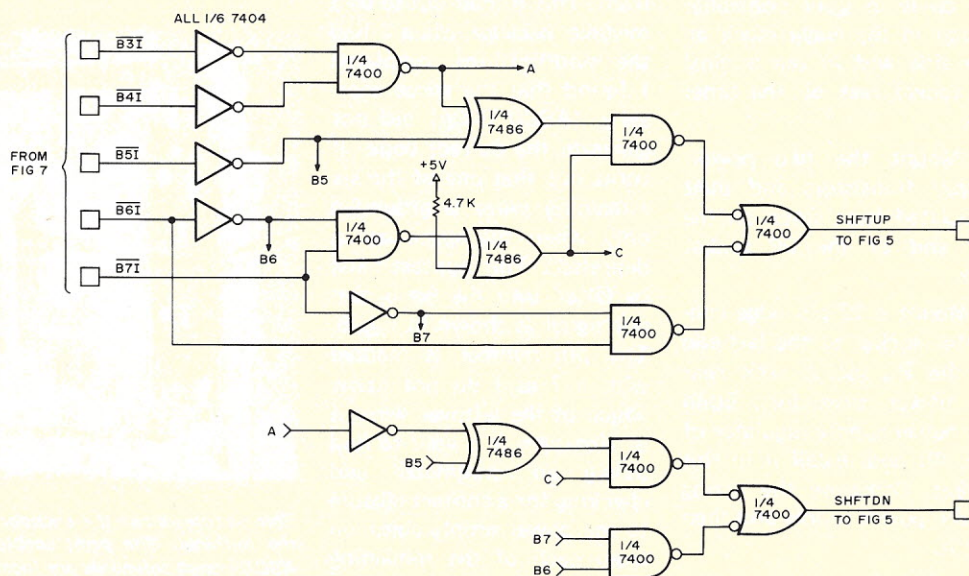 ALL 1/6 7404
FROM
FIG 7
B3I
B4I
B5I
B6I
B7I
1/4
7400
A
1/4
7486
B5
+5V
4.7K
1/4
7400
B6
1/4
7400
1/4
7486
C
B7
1/4
7400
1/4
7400
SHFTUP
TO FIG 5
A
B5
1/4
7486
C
1/4
7400
B7
B6
1/4
7400
1/4
7400
SHFTDN
TO FIG 5